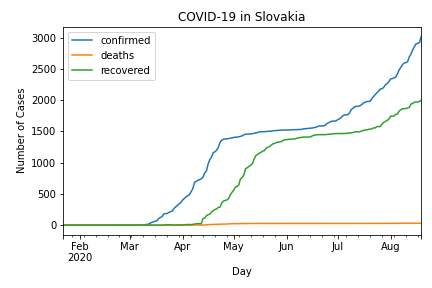 COVID-19 in Slovakia
confirmed
deaths
recovered
Number of Cases
3000
2500
2000
1500
1000
500
0
Feb Mar Apr May Jun Jul Aug
2020
Day